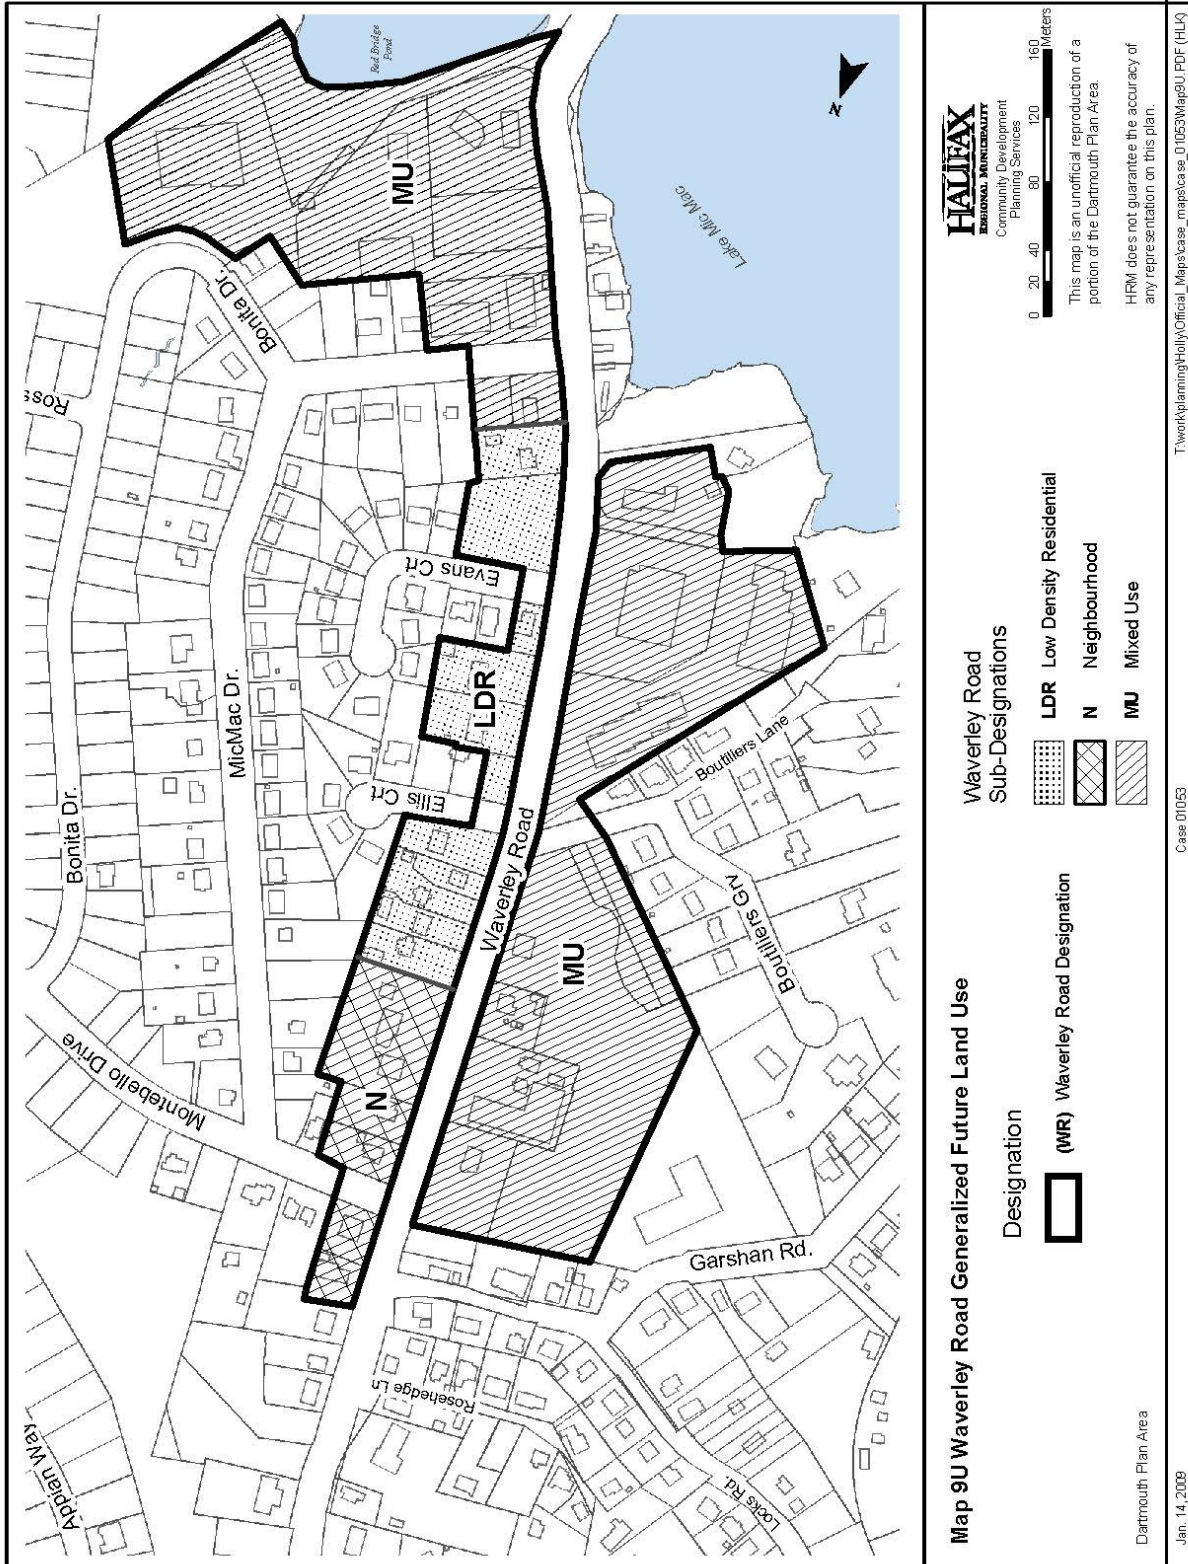 Appian Way
Montebello Drive
Bonita Dr.
MicMac Dr.
Ross
Bonita Dr.
Red Bridge
Pond
MU
Ellis Crt
Evans Crt
LDR
N
Waverley Road
MU
Lake Mic Mac
N
Rosehedge Ln
Locks Rd.
Garshan Rd.
Boutiliers Grv
Boutiliers Lane
Map 9U Waverley Road Generalized Future Land Use
Designation
(WR) Waverley Road Designation
Waverley Road
Sub-Designations
LDR Low Density Residential
N Neighbourhood
MU Mixed Use
HALIFAX
REGIONAL MUNICIPALITY
Community Development
Planning Services
0 20 40 80 120 160
Meters
This map is an unofficial reproduction of a
portion of the Dartmouth Plan Area.
HRM does not guarantee the accuracy of
any representation on this plan.
Dartmouth Plan Area
Jan. 14, 2009
Case 01053
T:\work\planning\Holly\Official_Maps\case_maps\case_01053\Map9U.PDF (HLK)